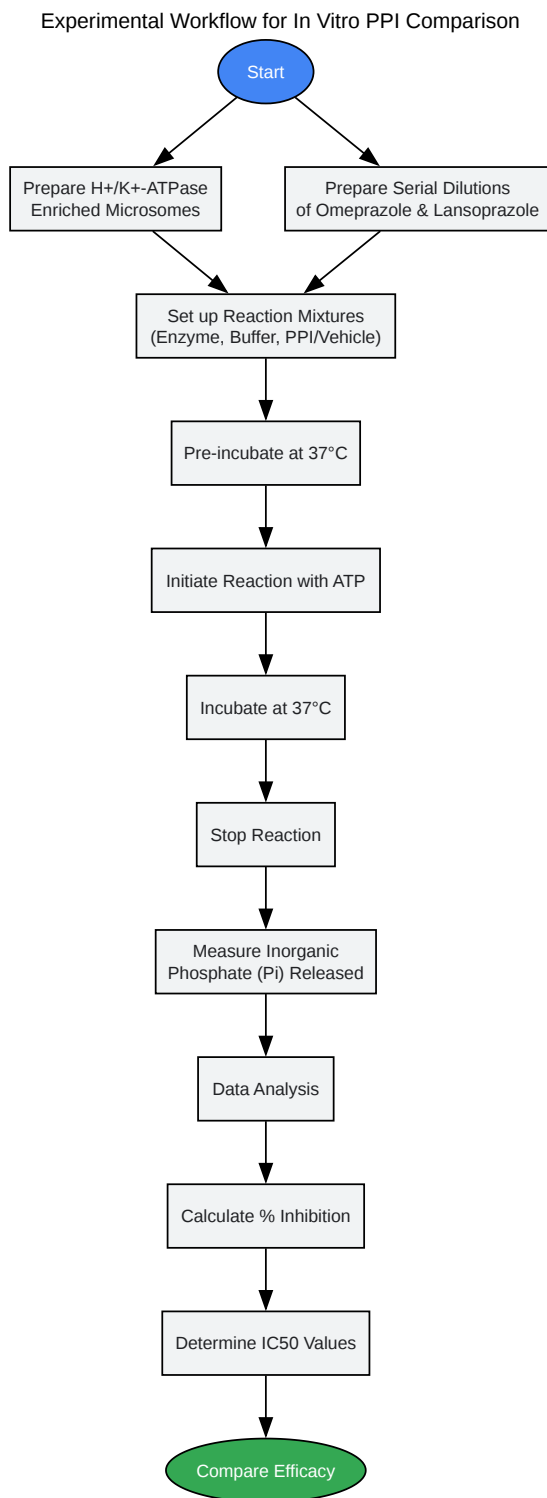 Experimental Workflow for In Vitro PPI Comparison
Start
Prepare H+/K+-ATPase
Enriched Microsomes
Prepare Serial Dilutions
of Omeprazole & Lansoprazole
Set up Reaction Mixtures
(Enzyme, Buffer, PPI/Vehicle)
Pre-incubate at 37°C
Initiate Reaction with ATP
Incubate at 37°C
Stop Reaction
Measure Inorganic
Phosphate (Pi) Released
Data Analysis
Calculate % Inhibition
Determine IC50 Values
Compare Efficacy